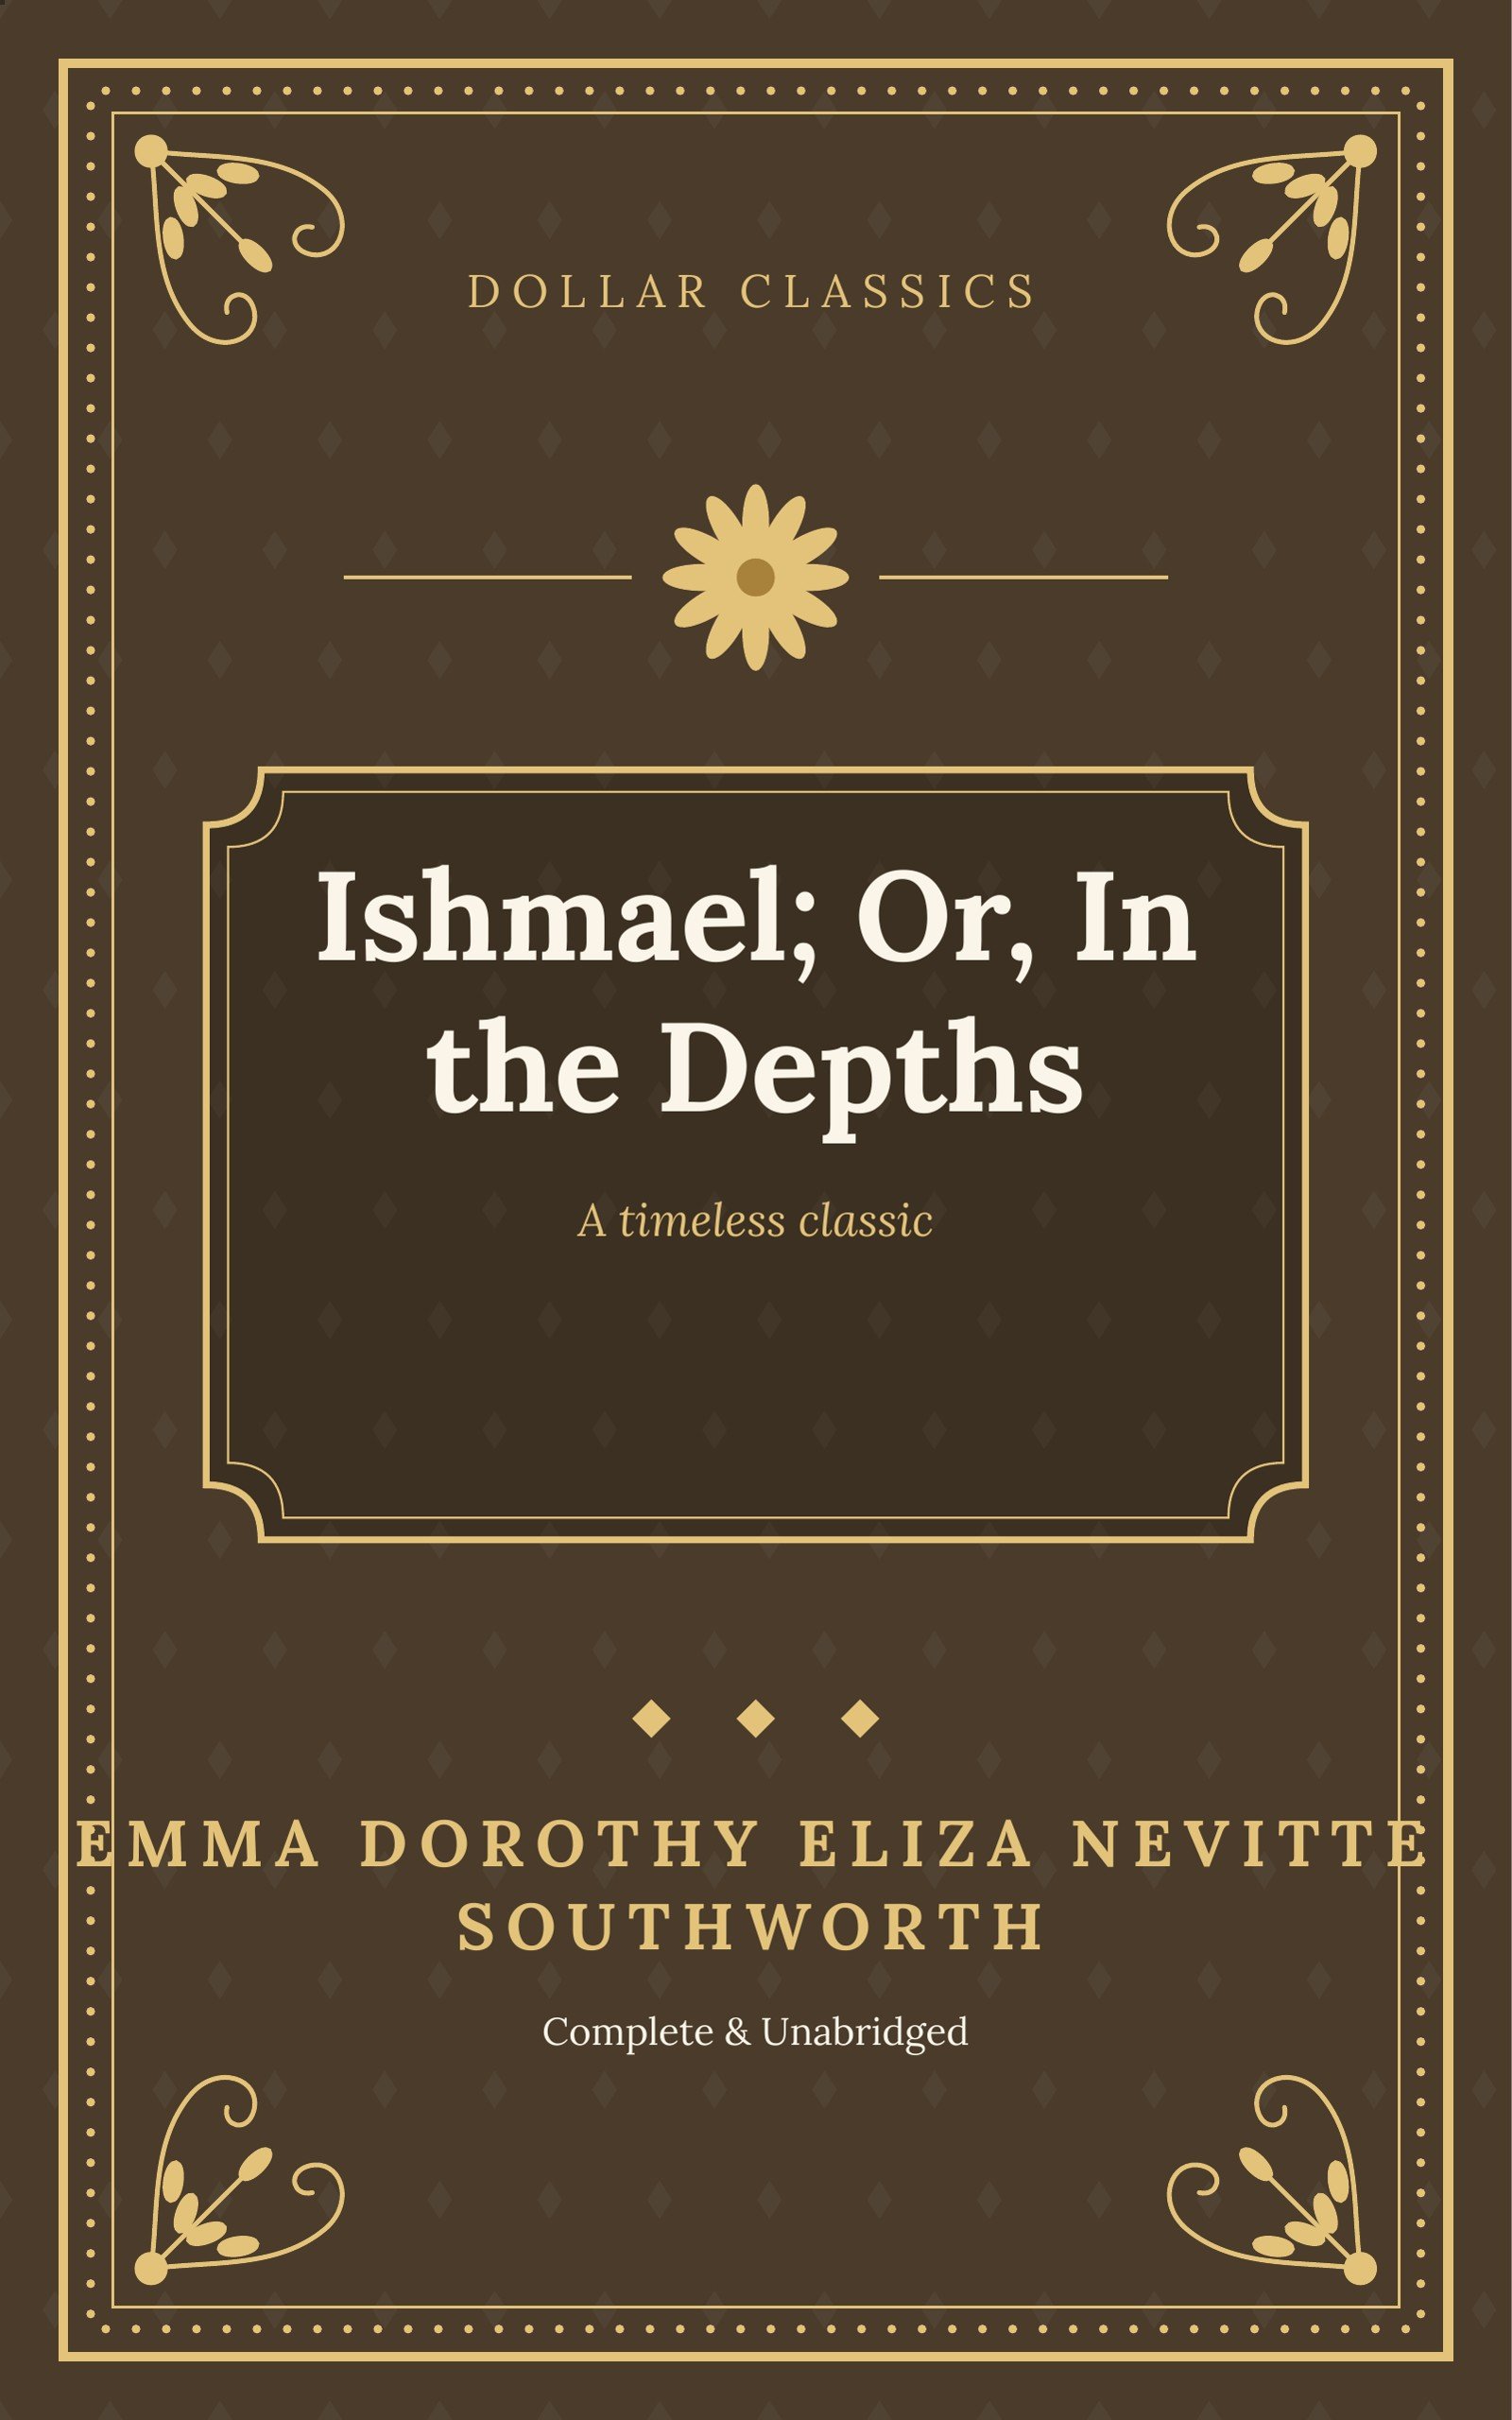 DOLLAR CLASSICS
Ishmael; Or, In
the Depths
A timeless classic
EMMA DOROTHY ELIZA NEVITTE
SOUTHWORTH
Complete & Unabridged